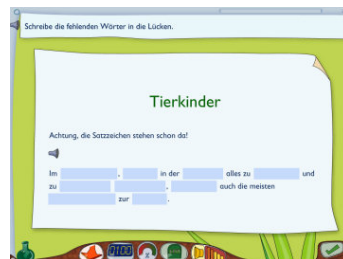 Schreibe die fehlenden Wörter in die Lücken.
Tierkinder
Achtung, die Satzzeichen stehen schon da!
Im , in der alles zu und
zu . auch die meisten
zur .
0100